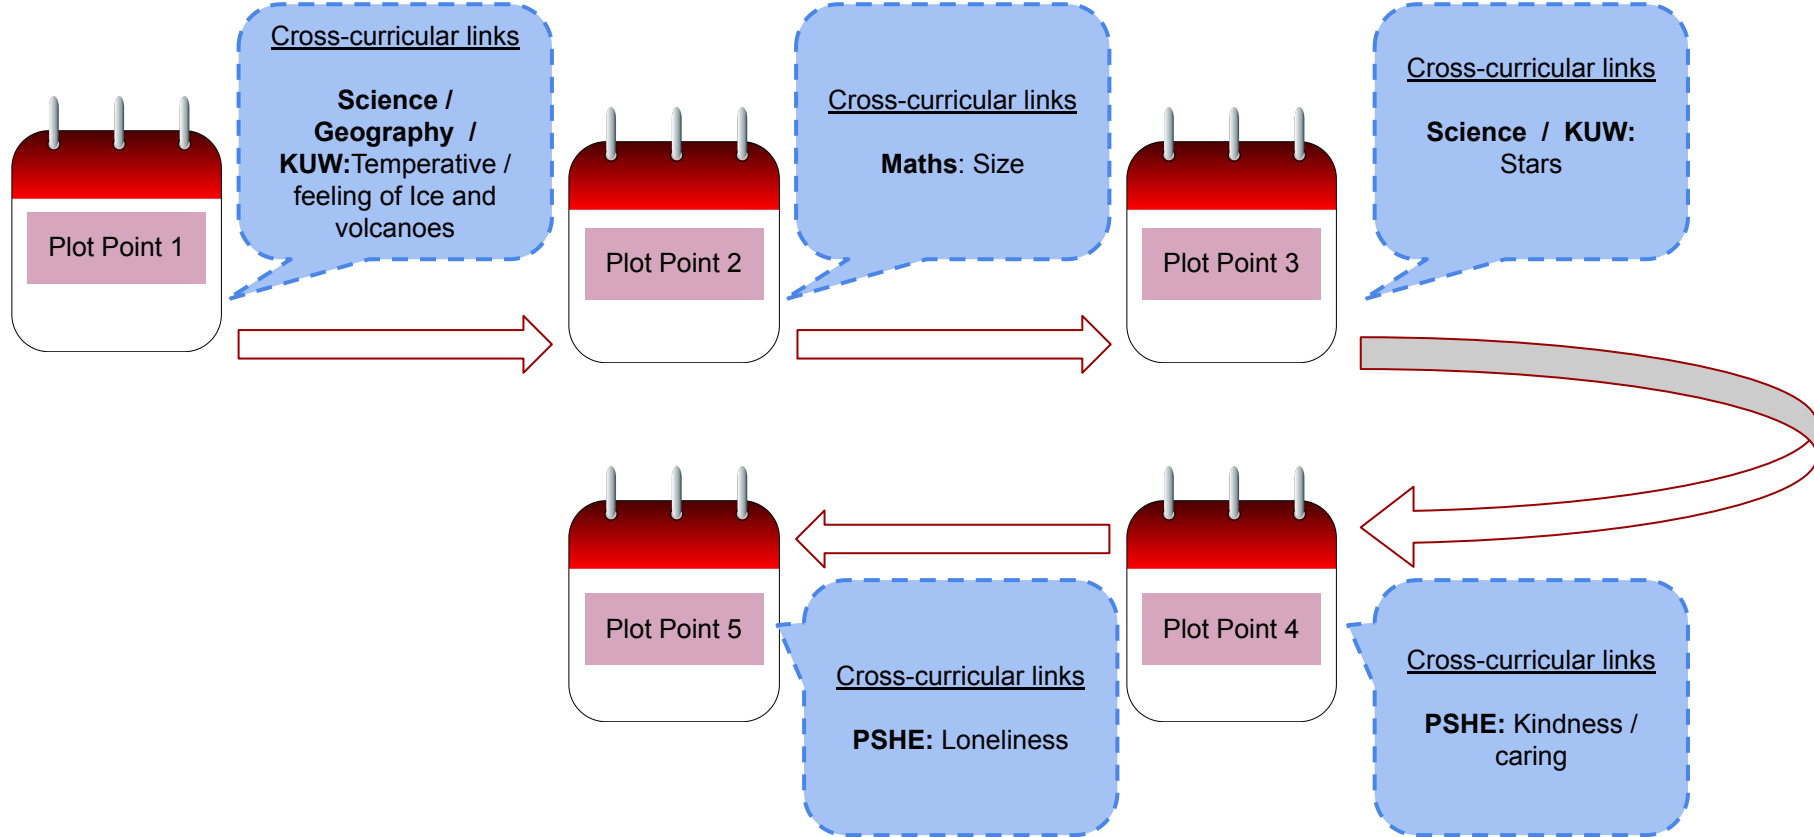 Plot Point 1
Cross-curricular links
Science /
Geography /
KUW:Temperative /
feeling of Ice and
volcanoes
Plot Point 2
Cross-curricular links
Maths: Size
Plot Point 3
Cross-curricular links
Science / KUW:
Stars
Plot Point 4
Cross-curricular links
PSHE: Kindness /
caring
Plot Point 5
Cross-curricular links
PSHE: Loneliness